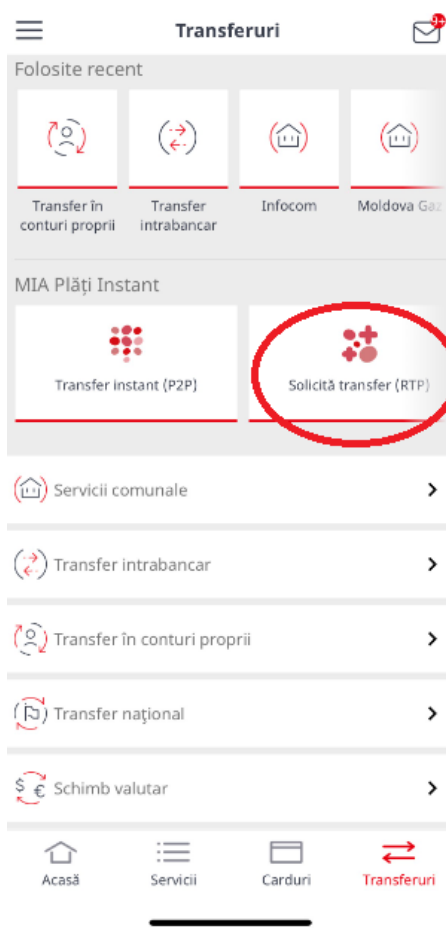 Transferuri
9+
Folosite recent
Transfer în
conturi proprii
Transfer
intrabancar
Infocom
Moldova Gaz
MIA Plăți Instant
Transfer instant (P2P)
Solicită transfer (RTP)
Servicii comunale
Transfer intrabancar
Transfer în conturi proprii
Transfer național
$ €
Schimb valutar
Acasă
Servicii
Carduri
Transferuri